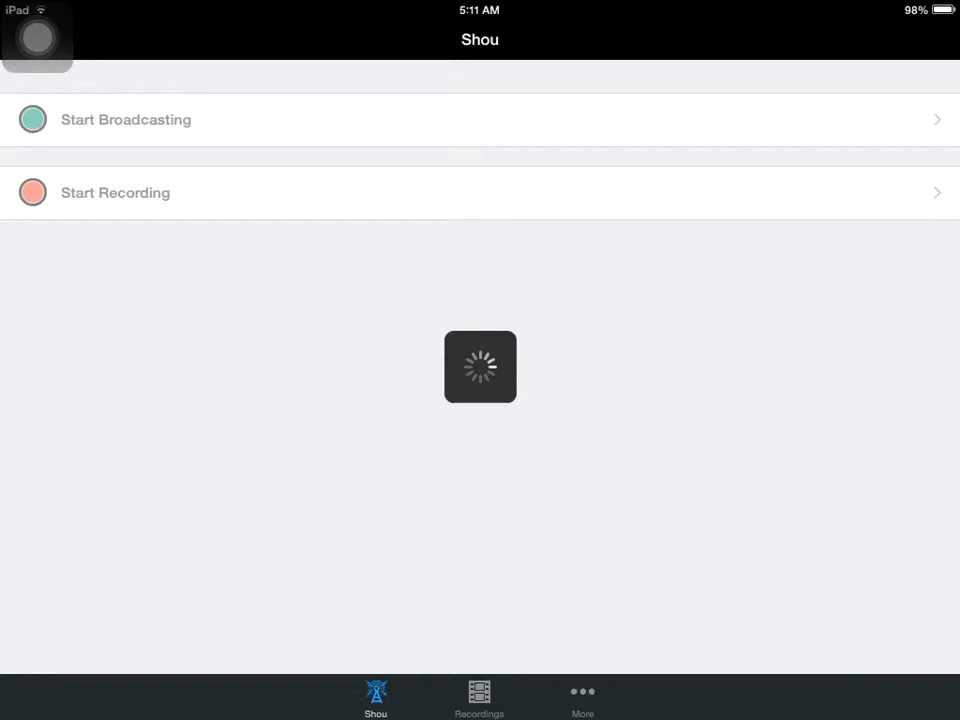 iPad 5:11 AM 98%
Shou
Start Broadcasting
Start Recording
Shou Recordings More